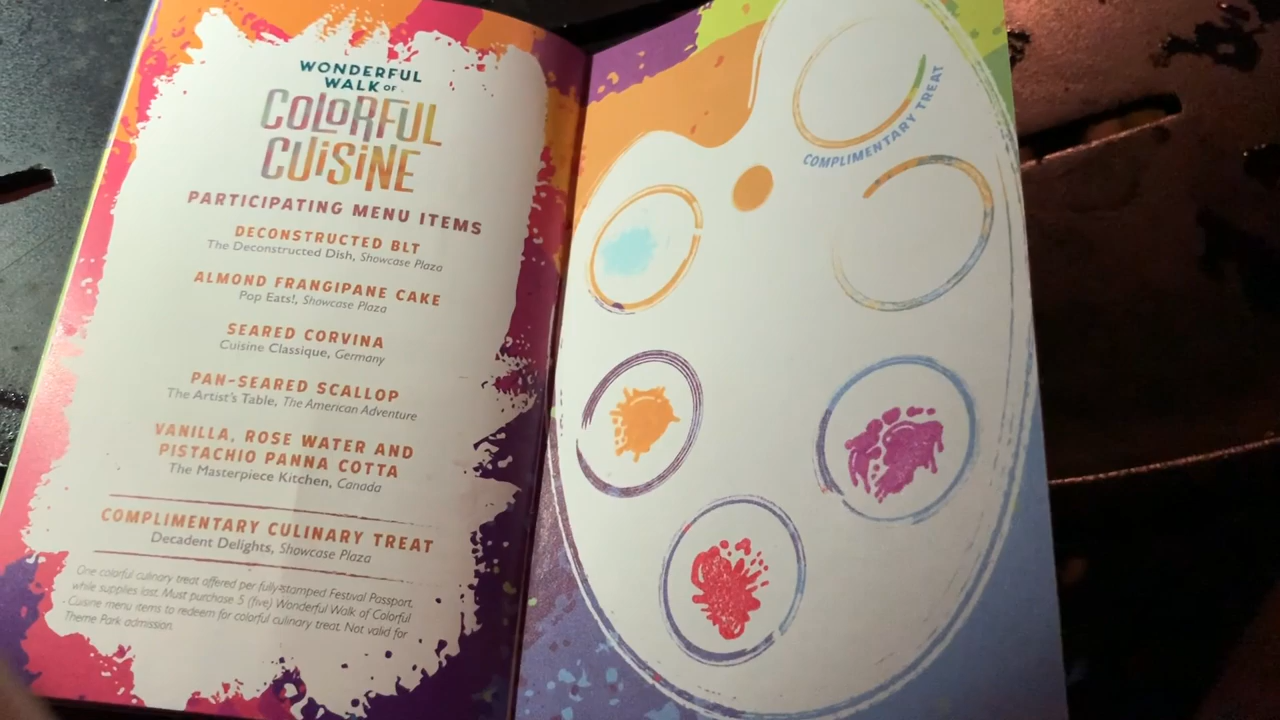 WONDERFUL
WALK OF
COLORFUL
CUISINE
PARTICIPATING MENU ITEMS
DECONSTRUCTED BLT
The Deconstructed Dish, Showcase Plaza
ALMOND FRANGIPANE CAKE
Pop Eats!, Showcase Plaza
SEARED CORVINA
Cuisine Classique, Germany
PAN-SEARED SCALLOP
The Artist's Table, The American Adventure
VANILLA, ROSE WATER AND
PISTACHIO PANNA COTTA
The Masterpiece Kitchen, Canada
COMPLIMENTARY CULINARY TREAT
Decadent Delights, Showcase Plaza
One colorful culinary treat offered per fully-stamped Festival Passport,
while supplies last. Must purchase 5 (five) Wonderful Walk of Colorful
Cuisine menu items to redeem for colorful culinary treat. Not valid for
Theme Park admission.
COMPLIMENTARY TREAT